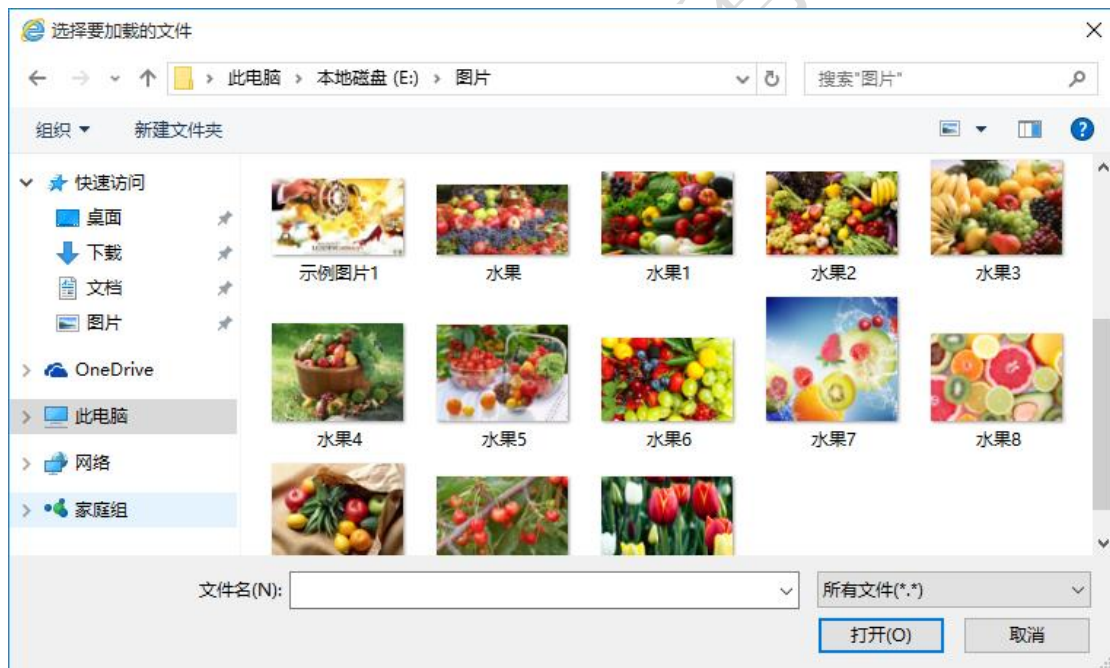 选择要加载的文件
此电脑 › 本地磁盘 (E:) › 图片
搜索"图片"
组织 新建文件夹
快速访问
桌面
下载
文档
图片
OneDrive
此电脑
网络
家庭组
示例图片1 水果 水果1 水果2 水果3
水果4 水果5 水果6 水果7 水果8
文件名(N):
所有文件(*.*)
打开(O) 取消